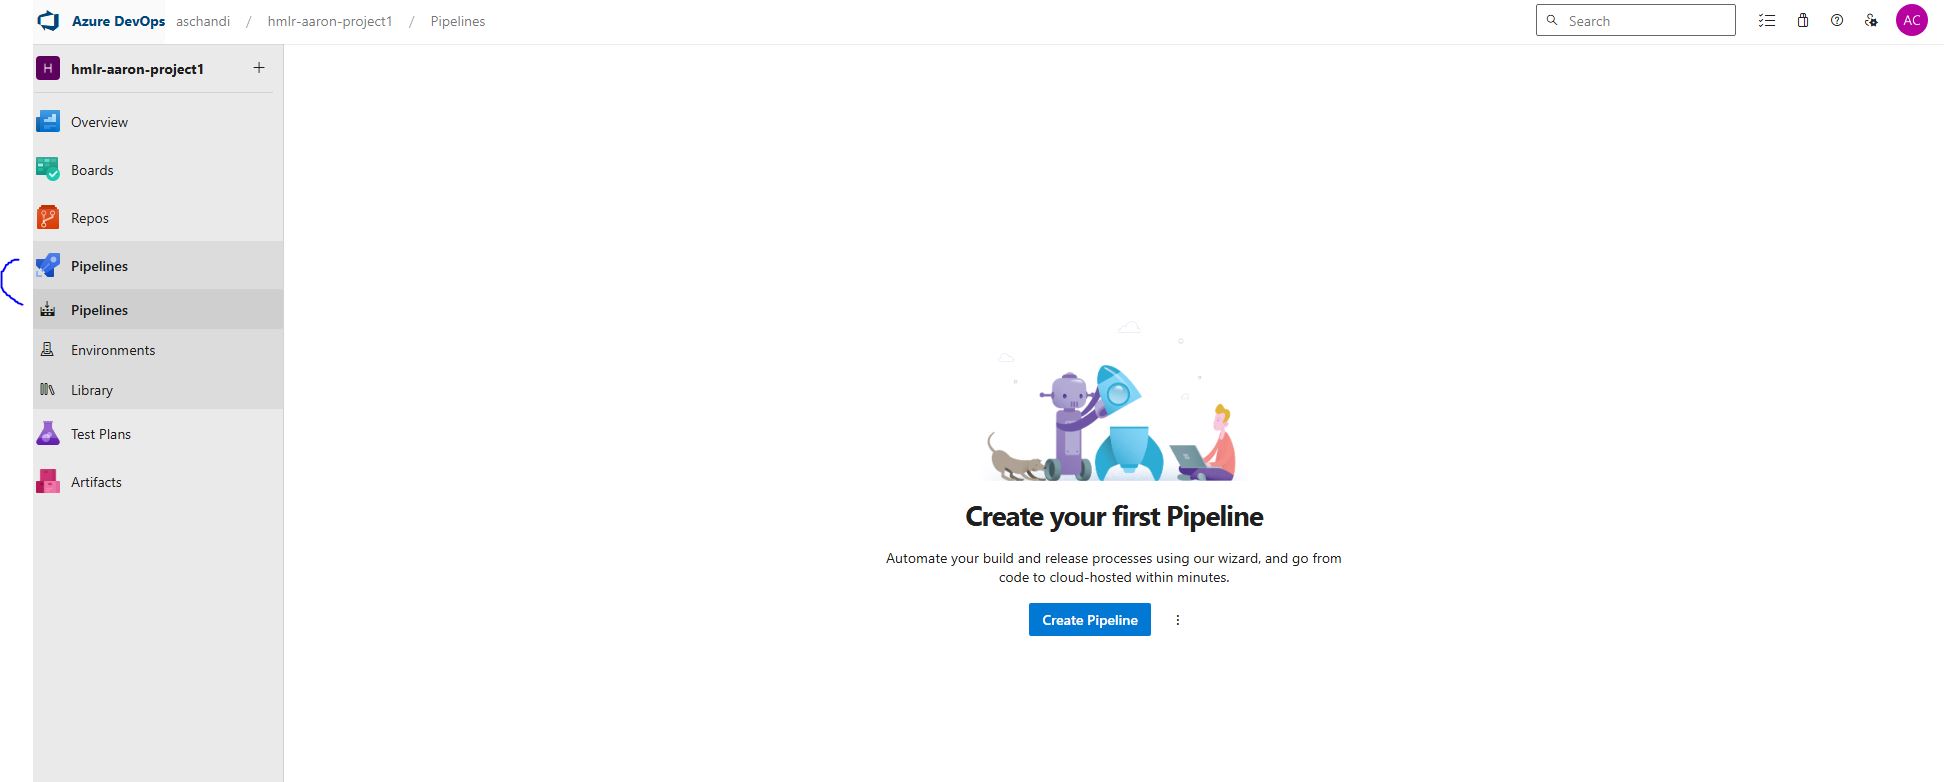 Azure DevOps aschandi / hmlr-aaron-project1 / Pipelines Search AC
H hmlr-aaron-project1 +
Overview
Boards
Repos
Pipelines
Pipelines
Environments
Library
Test Plans
Artifacts
Create your first Pipeline
Automate your build and release processes using our wizard, and go from
code to cloud-hosted within minutes.
Create Pipeline